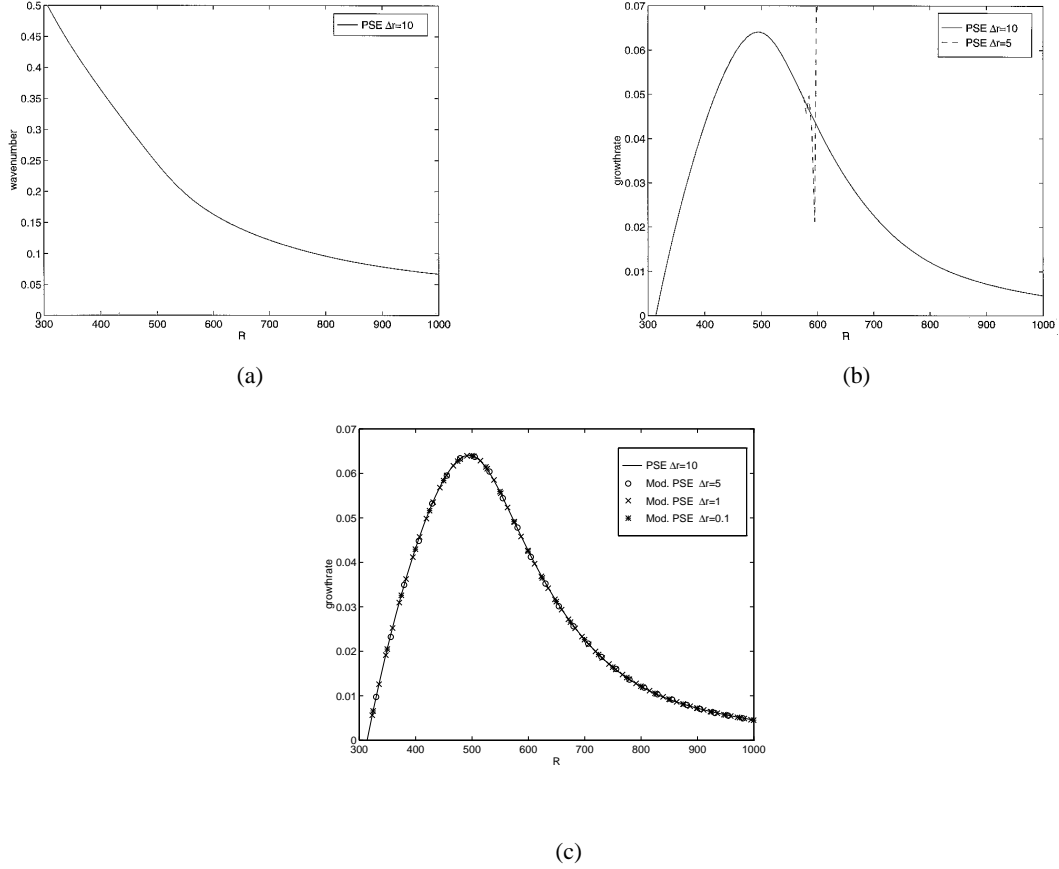 0.5
0.45
0.4
0.35
0.3
0.25
0.2
0.15
0.1
0.05
0
wavenumber
300 400 500 600 700 800 900 1000
R
PSE Δr=10
(a)
0.07
0.06
0.05
0.04
0.03
0.02
0.01
0
growthrate
300 400 500 600 700 800 900 1000
R
PSE Δr=10
PSE Δr=5
(b)
0.07
0.06
0.05
0.04
0.03
0.02
0.01
0
growthrate
300 400 500 600 700 800 900 1000
R
PSE Δr=10
Mod. PSE Δr=5
Mod. PSE Δr=1
Mod. PSE Δr=0.1
(c)